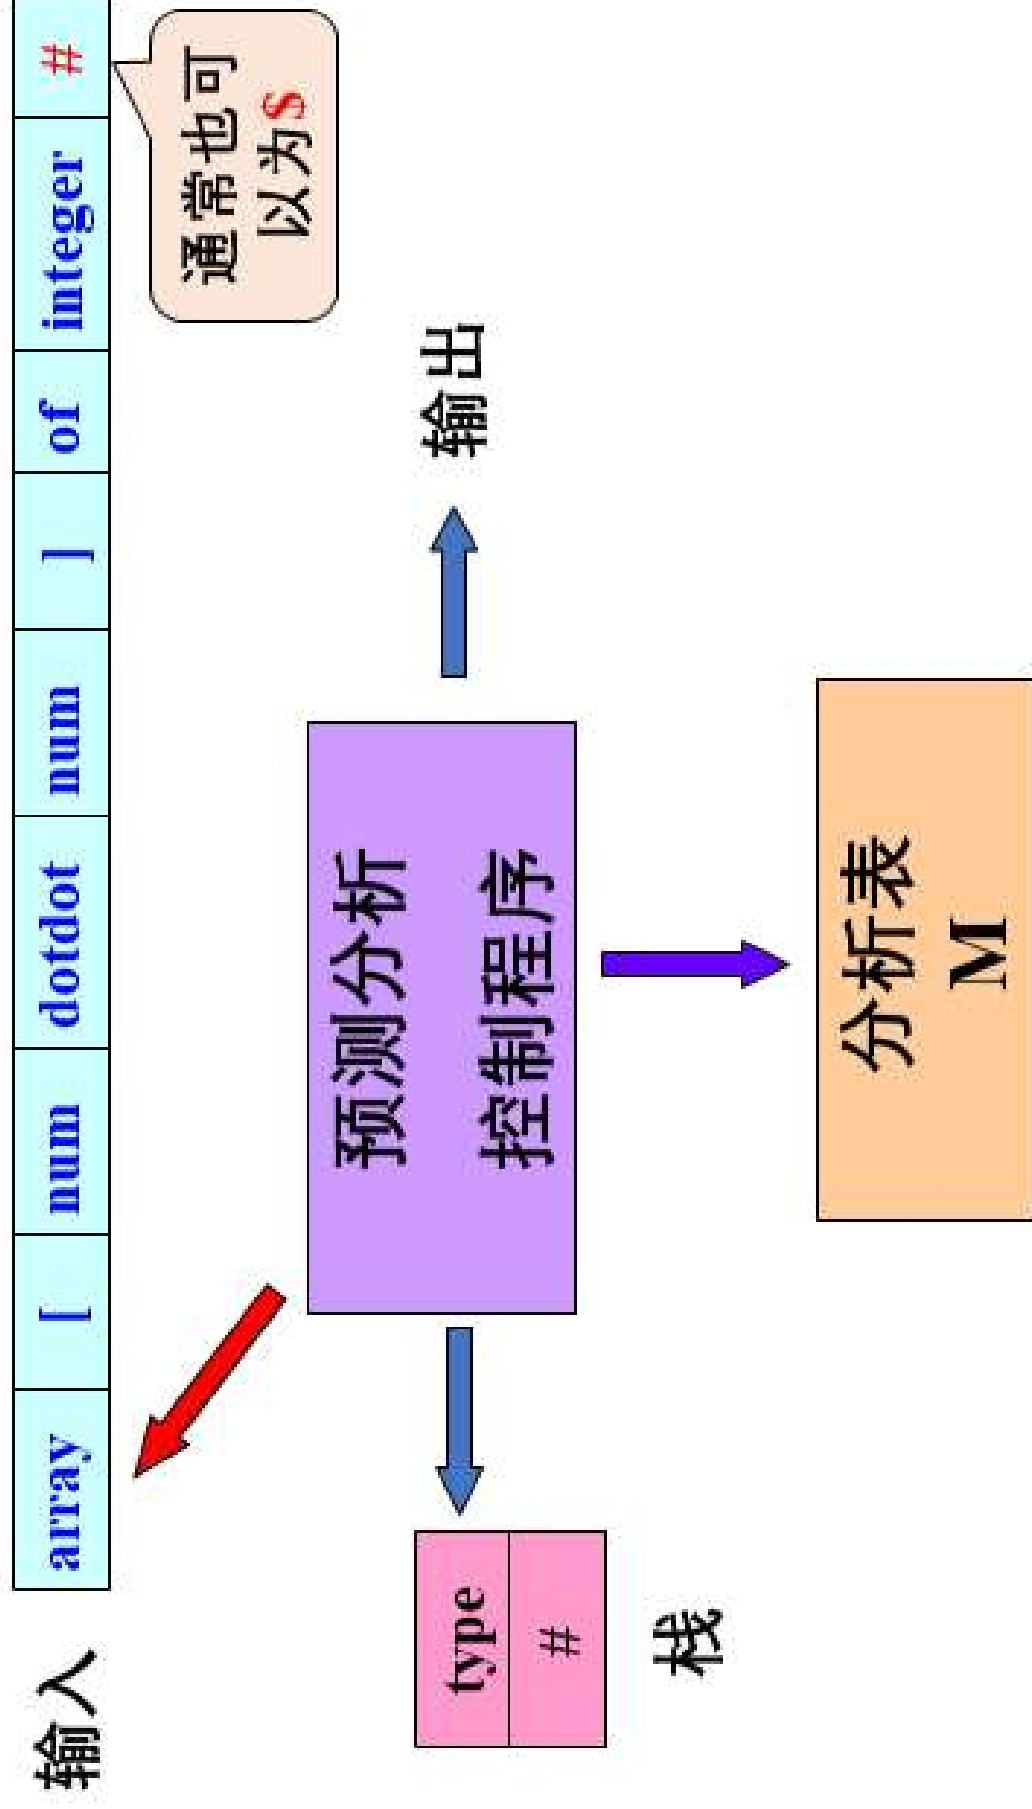 输入 array [ num dotdot num ] of integer #
通常也可
以为$
预测分析
控制程序
输出
type
#
栈
分析表
M